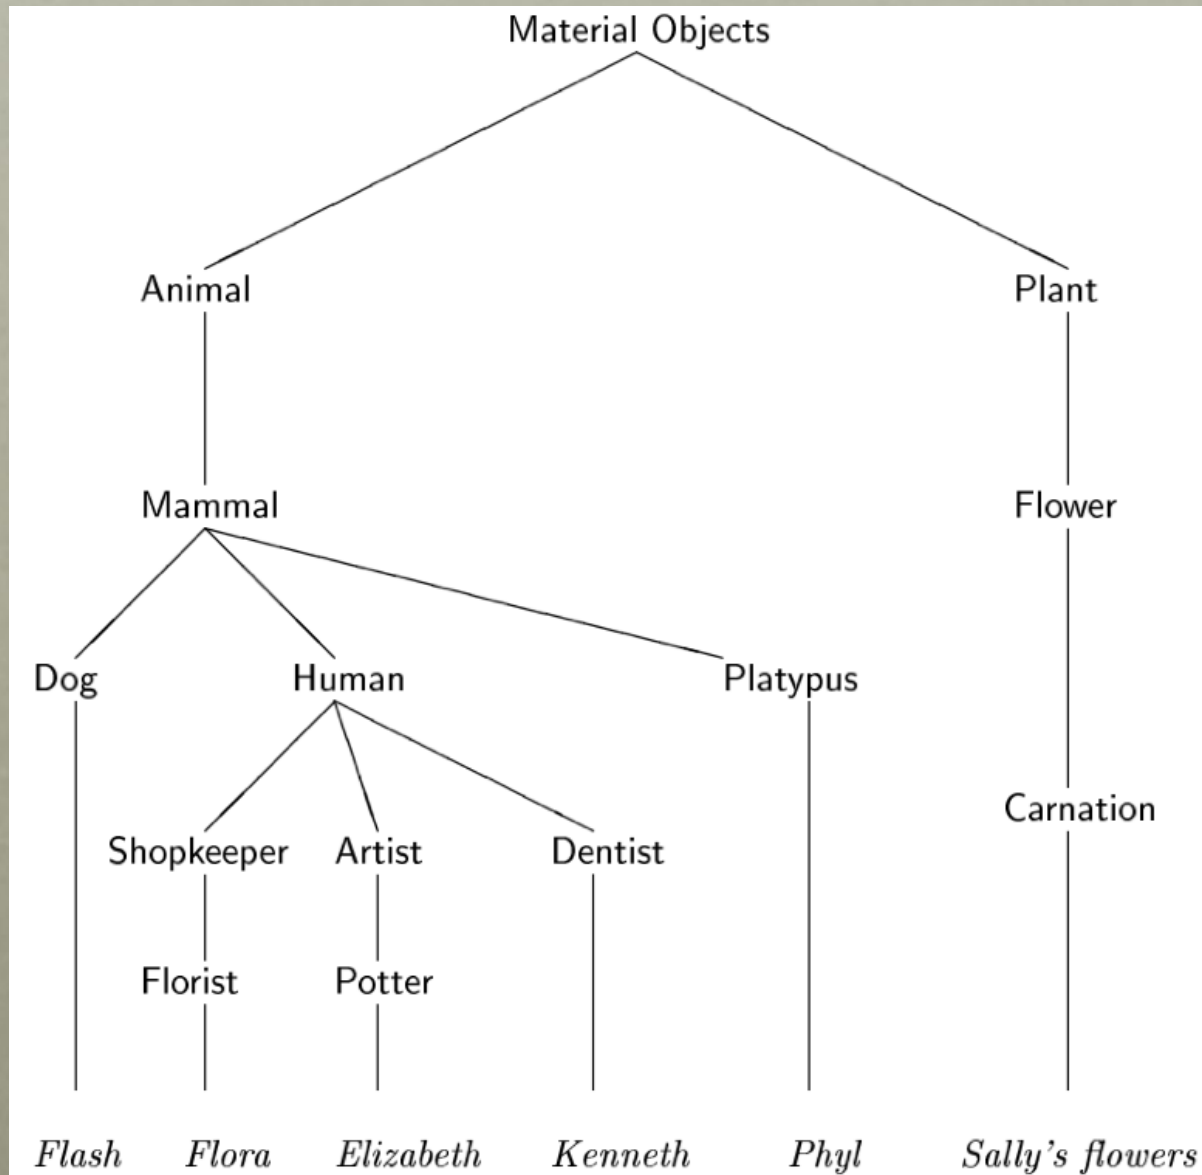 Material Objects
Animal Plant
Mammal Flower
Dog Human Platypus
Carnation
Shopkeeper Artist Dentist
Florist Potter
Flash Flora Elizabeth Kenneth Phyl Sally's flowers